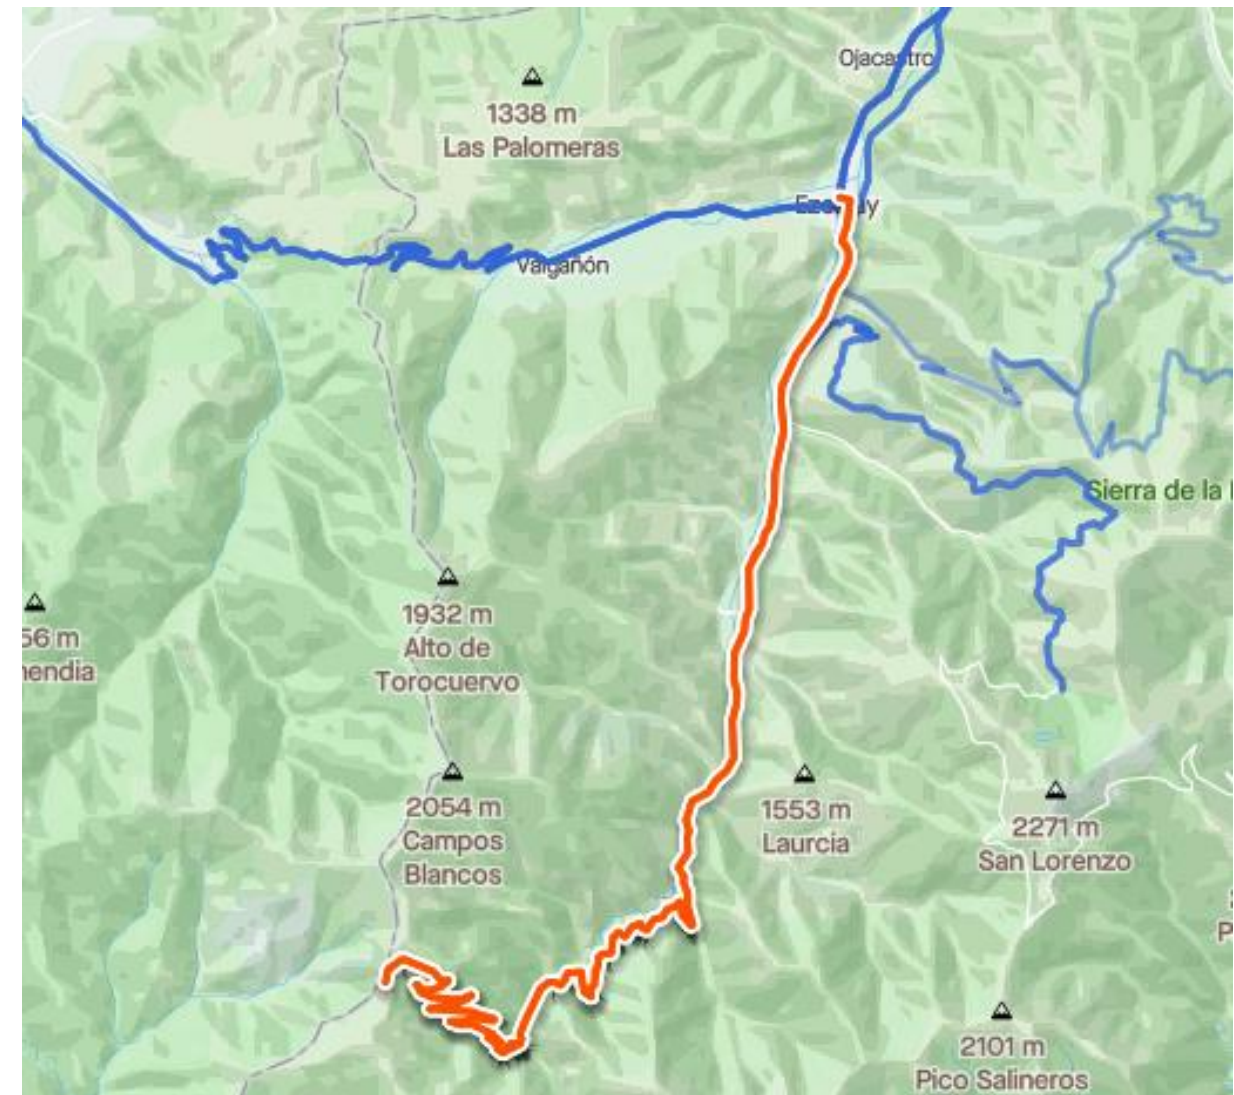 Ojacastro
1338 m
Las Palomeras
Valgañón
Sierra de la
1932 m
Alto de
Torocuervo
56 m
endia
2054 m
Campos
Blancos
1553 m
Laurcia
2271 m
San Lorenzo
P
2101 m
Pico Salineros